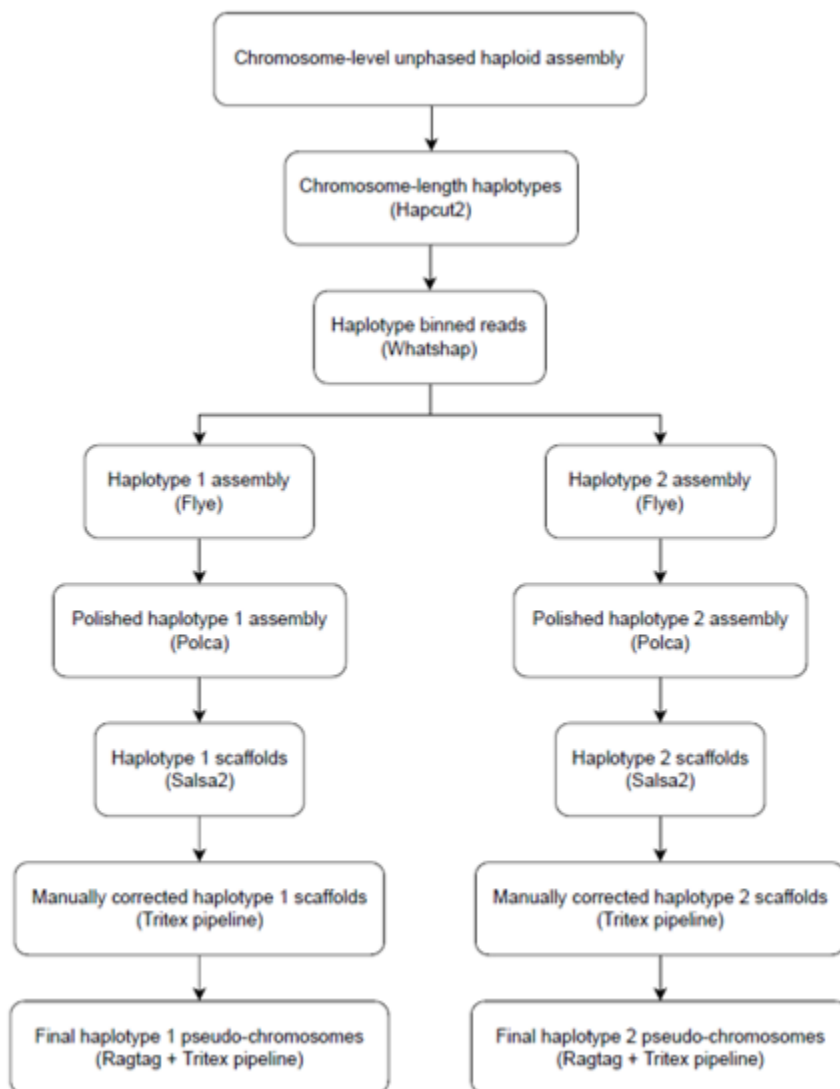 Chromosome-level unphased haploid assembly
Chromosome-length haplotypes
(Hapcut2)
Haplotype binned reads
(Whatshap)
Haplotype 1 assembly
(Flye)
Haplotype 2 assembly
(Flye)
Polished haplotype 1 assembly
(Polca)
Polished haplotype 2 assembly
(Polca)
Haplotype 1 scaffolds
(Salsa2)
Haplotype 2 scaffolds
(Salsa2)
Manually corrected haplotype 1 scaffolds
(Tritex pipeline)
Manually corrected haplotype 2 scaffolds
(Tritex pipeline)
Final haplotype 1 pseudo-chromosomes
(Ragtag + Tritex pipeline)
Final haplotype 2 pseudo-chromosomes
(Ragtag + Tritex pipeline)